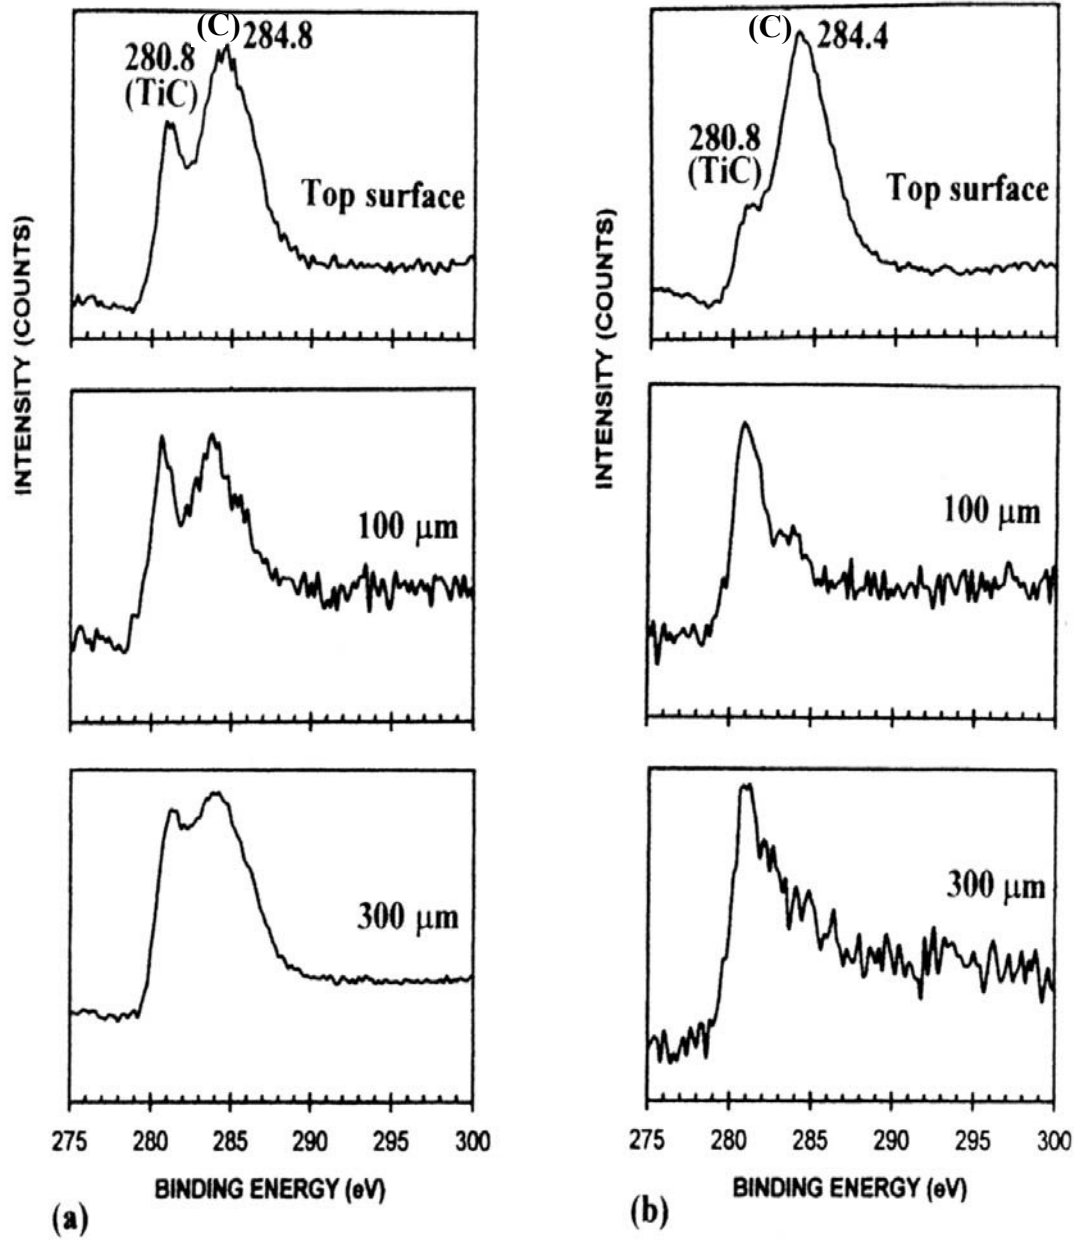 (C) 284.8
280.8
(TiC)
Top surface
INTENSITY (COUNTS)
100 μm
300 μm
275 280 285 290 295 300
BINDING ENERGY (eV)
(a)
(C) 284.4
280.8
(TiC)
Top surface
INTENSITY (COUNTS)
100 μm
300 μm
275 280 285 290 295 300
BINDING ENERGY (eV)
(b)